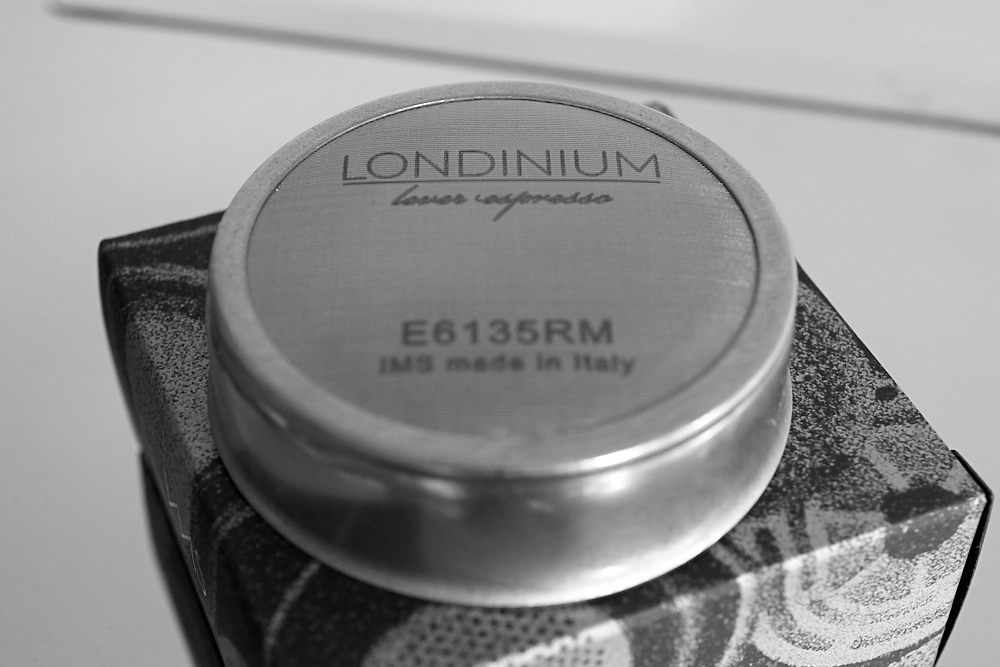 LONDINIUM
lever espresso
E6135RM
IMS made in Italy